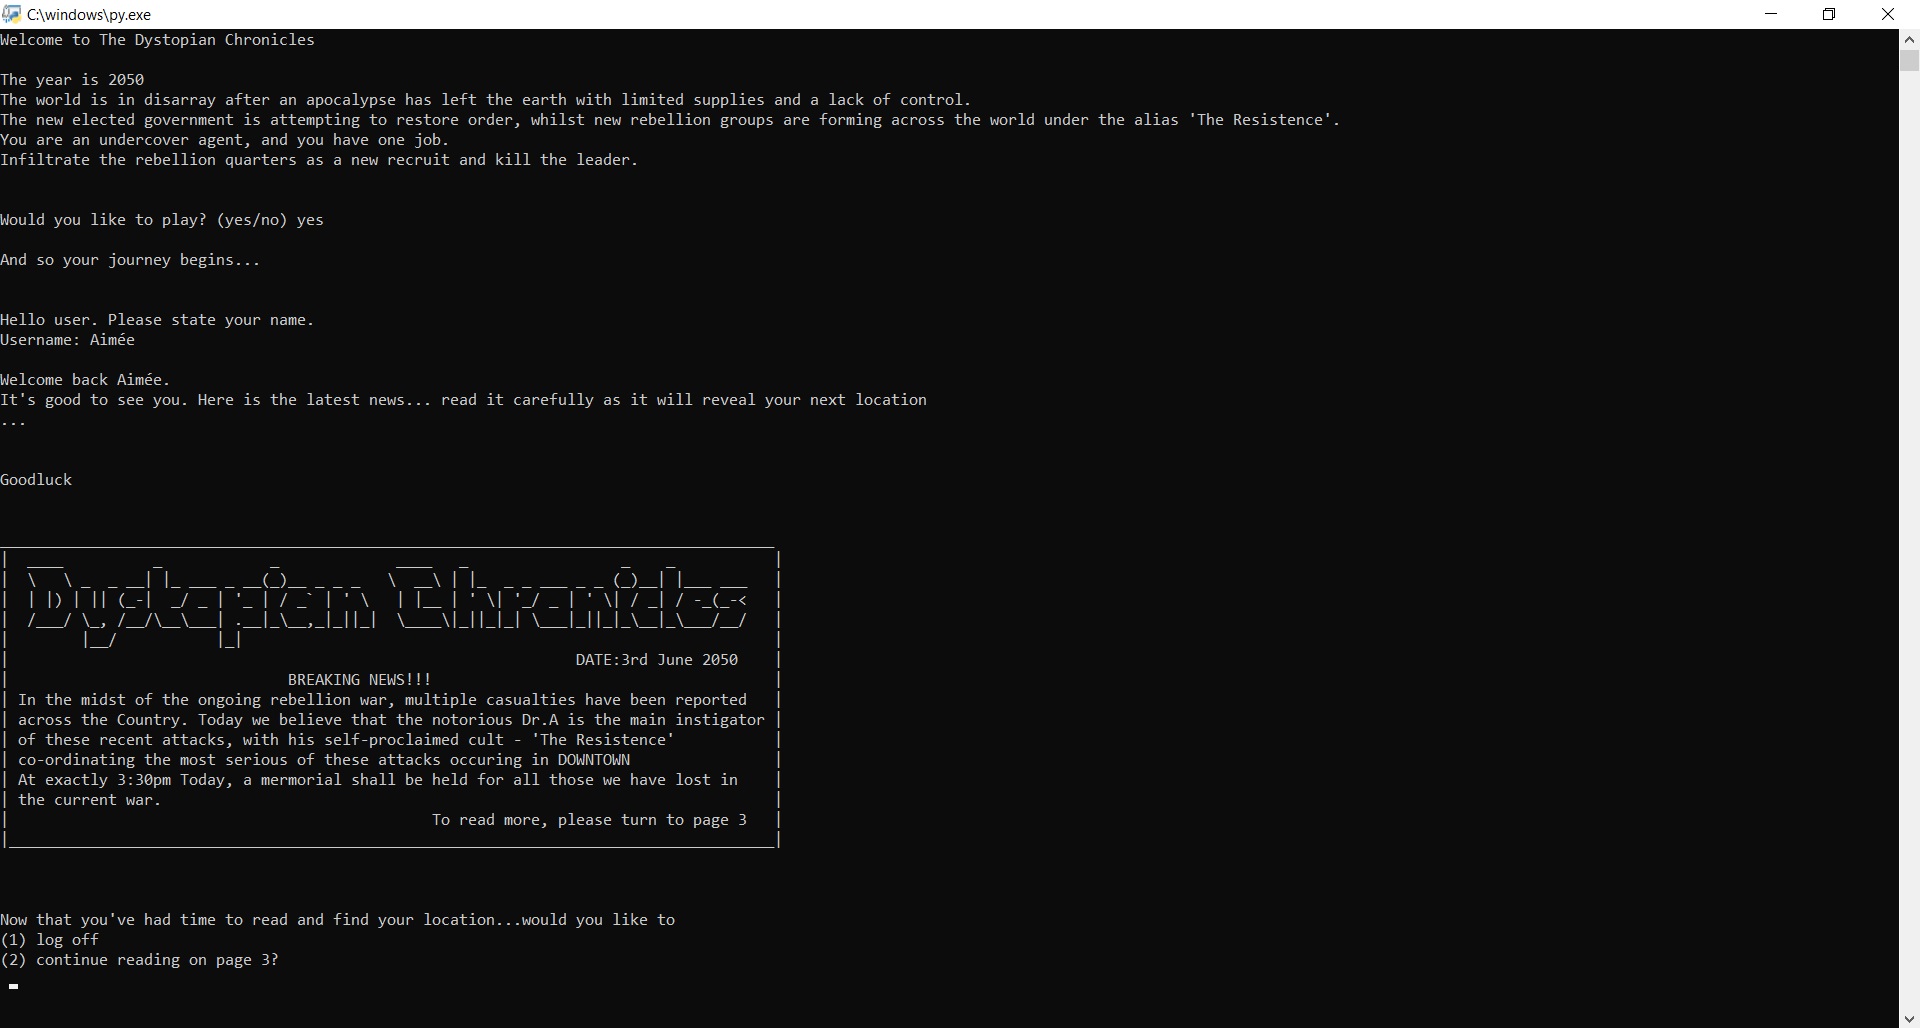 C:\windows\py.exe
Welcome to The Dystopian Chronicles
The year is 2050
The world is in disarray after an apocalypse has left the earth with limited supplies and a lack of control.
The new elected government is attempting to restore order, whilst new rebellion groups are forming across the world under the alias 'The Resistence'.
You are an undercover agent, and you have one job.
Infiltrate the rebellion quarters as a new recruit and kill the leader.
Would you like to play? (yes/no) yes
And so your journey begins...
Hello user. Please state your name.
Username: Aimée
Welcome back Aimée.
It's good to see you. Here is the latest news... read it carefully as it will reveal your next location
...
Goodluck
Dystopian Chronicles
DATE:3rd June 2050
BREAKING NEWS!!!
In the midst of the ongoing rebellion war, multiple casualties have been reported
across the Country. Today we believe that the notorious Dr.A is the main instigator
of these recent attacks, with his self-proclaimed cult - 'The Resistence'
co-ordinating the most serious of these attacks occuring in DOWNTOWN
At exactly 3:30pm Today, a mermorial shall be held for all those we have lost in
the current war.
To read more, please turn to page 3
Now that you've had time to read and find your location...would you like to
(1) log off
(2) continue reading on page 3?